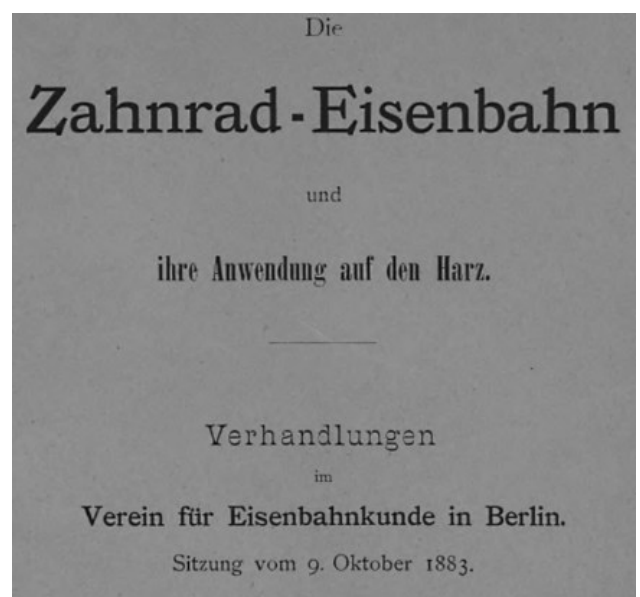 Die
Zahnrad-Eisenbahn
und
ihre Anwendung auf den Harz.
Verhandlungen
im
Verein für Eisenbahnkunde in Berlin.
Sitzung vom 9. Oktober 1883.